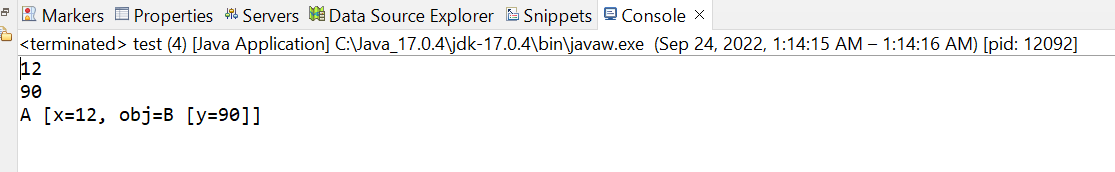 Markers Properties Servers Data Source Explorer Snippets Console
<terminated> test (4) [Java Application] C:\Java_17.0.4\jdk-17.0.4\bin\javaw.exe (Sep 24, 2022, 1:14:15 AM – 1:14:16 AM) [pid: 12092]
12
90
A [x=12, obj=B [y=90]]